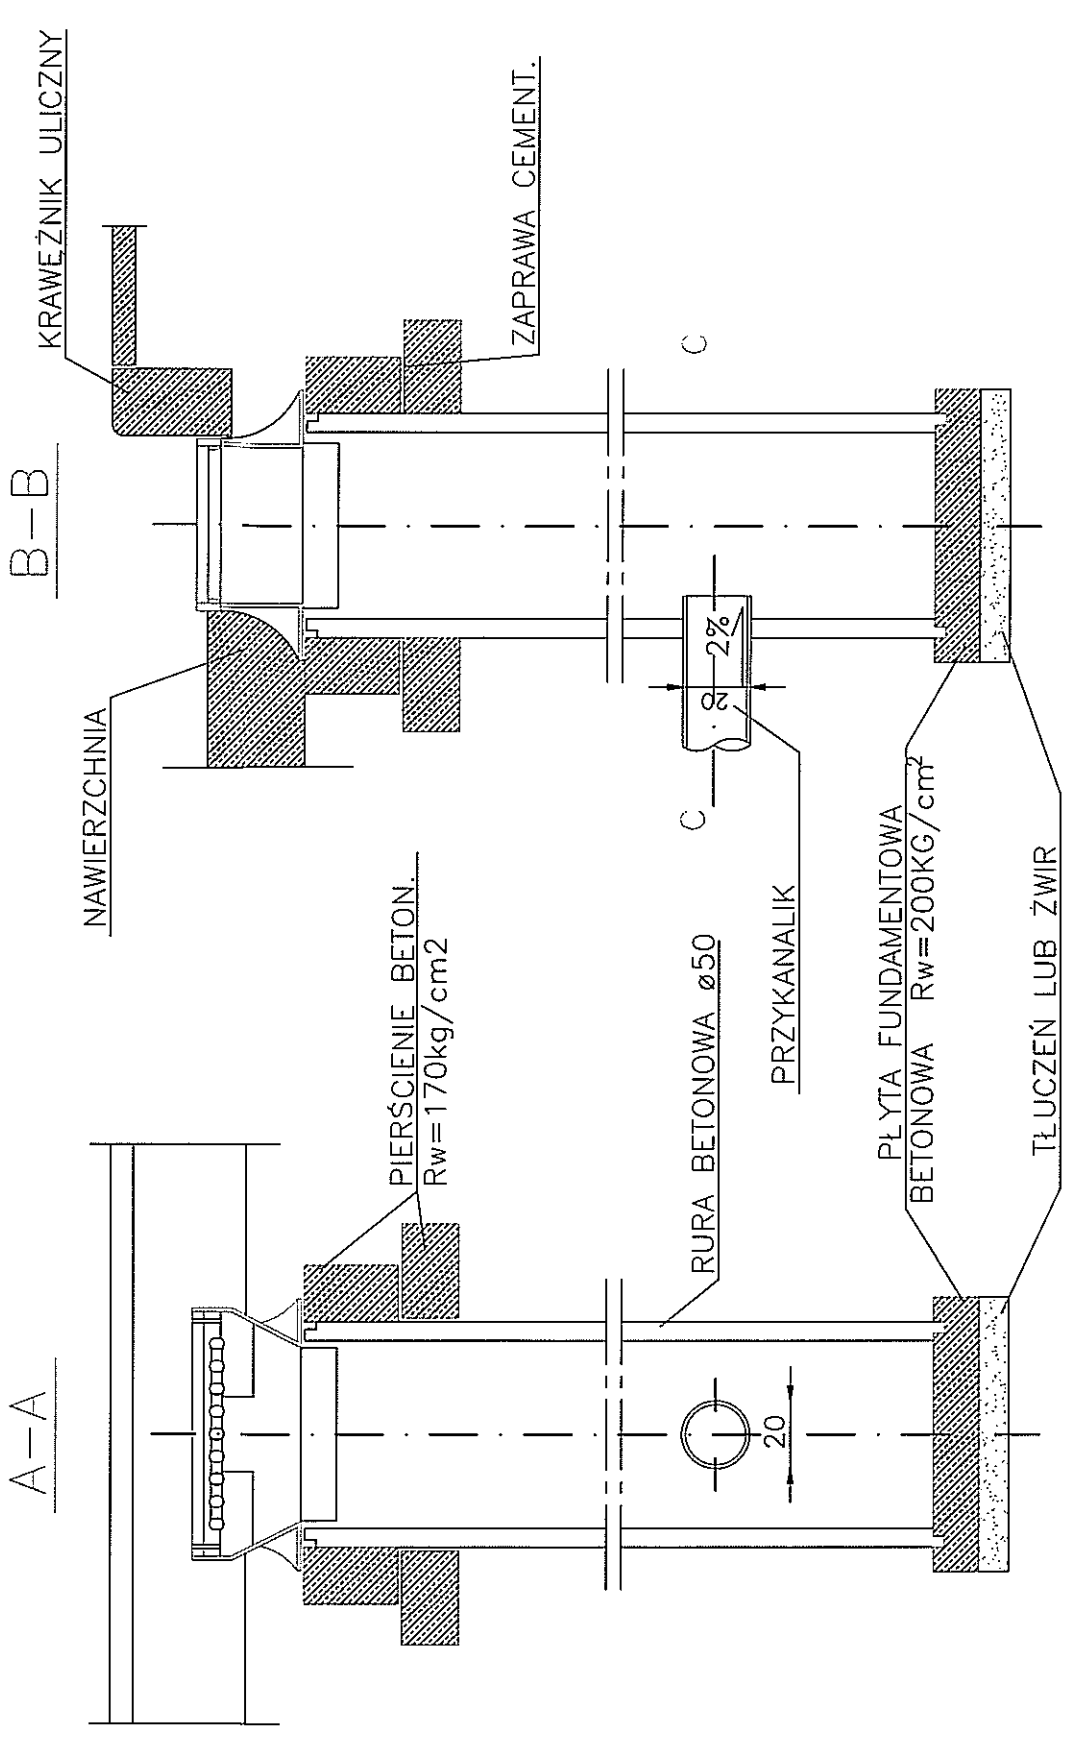 A-A
B-B
KRAWĘŻNIK ULICZNY
NAWIERZCHNIA
ZAPRAWA CEMENT.
PIERŚCIENIE BETON.
Rw=170kg/cm2
RURA BETONOWA ø50
PRZYKANALIK
C
C
2%
20
20
PŁYTA FUNDAMENTOWA
BETONOWA Rw=200KG/cm²
TŁUCZEŃ LUB ŻWIR